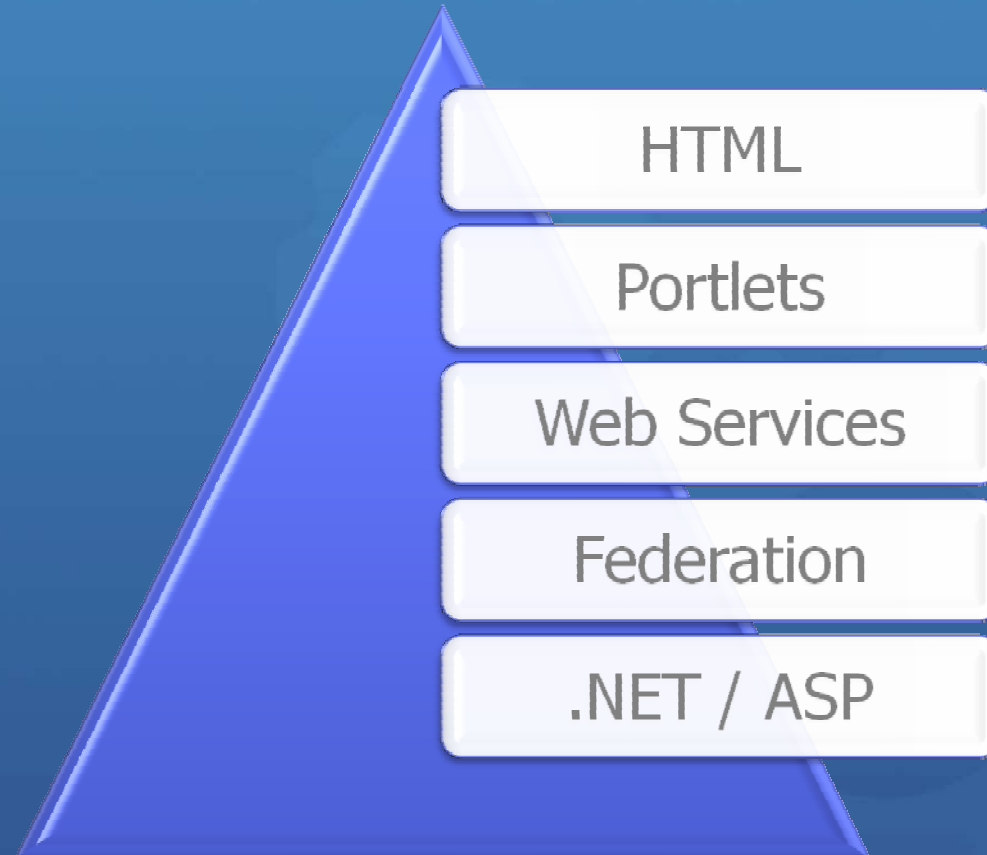 HTML
Portlets
Web Services
Federation
.NET / ASP